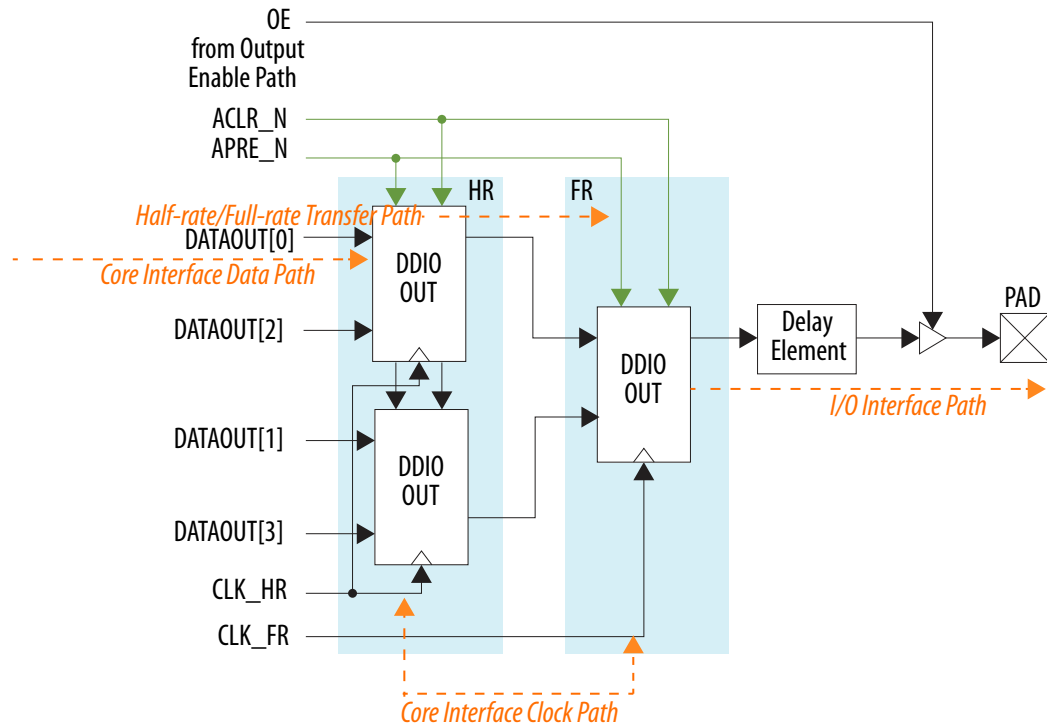 OE
from Output
Enable Path
ACLR_N
APRE_N
HR
FR
Half-rate/Full-rate Transfer Path
DATAOUT[0]
Core Interface Data Path
DDIO
OUT
DATAOUT[2]
PAD
Delay
Element
DDIO
OUT
I/O Interface Path
DATAOUT[1]
DDIO
OUT
DATAOUT[3]
CLK_HR
CLK_FR
Core Interface Clock Path